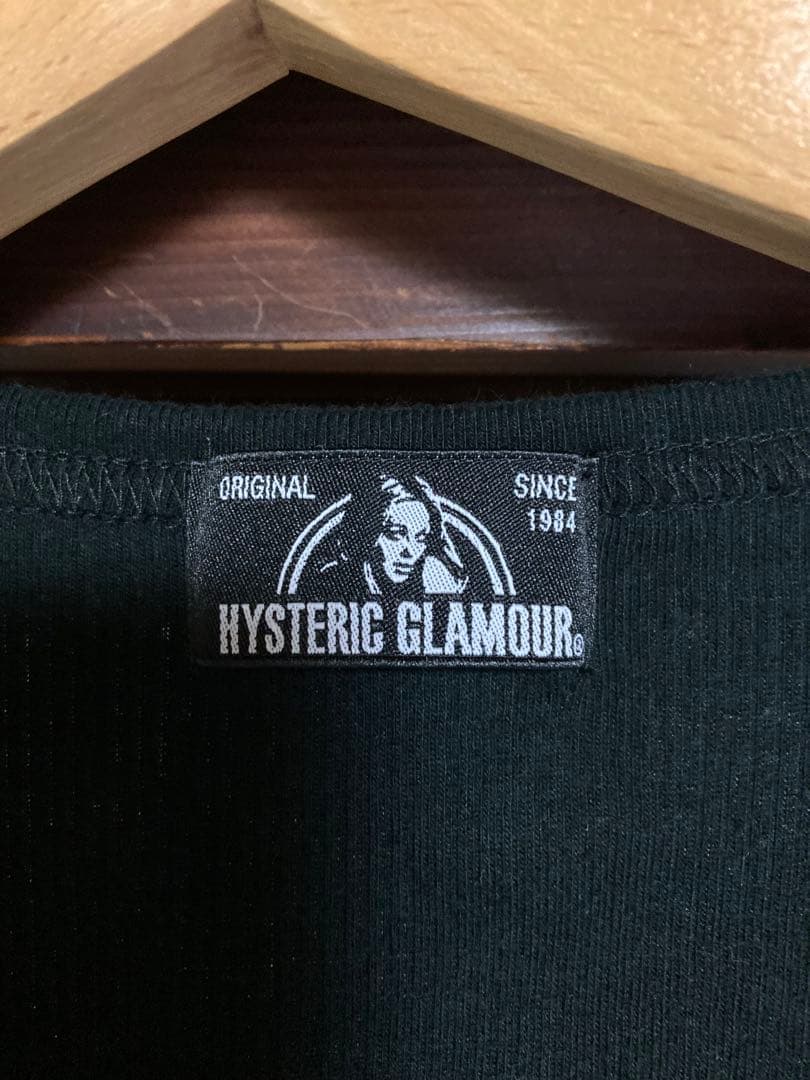 ORIGINAL
SINCE
1984
HYSTERIC GLAMOUR®